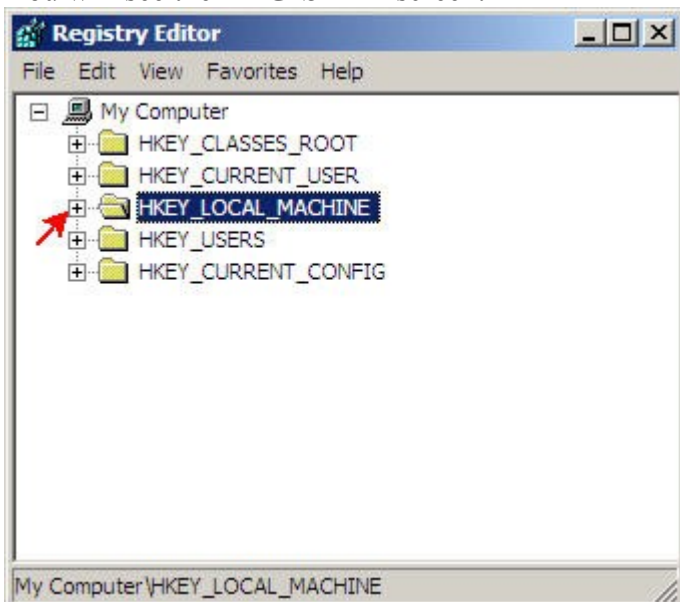 Registry Editor
File Edit View Favorites Help
My Computer
HKEY_CLASSES_ROOT
HKEY_CURRENT_USER
HKEY_LOCAL_MACHINE
HKEY_USERS
HKEY_CURRENT_CONFIG
My Computer\HKEY_LOCAL_MACHINE